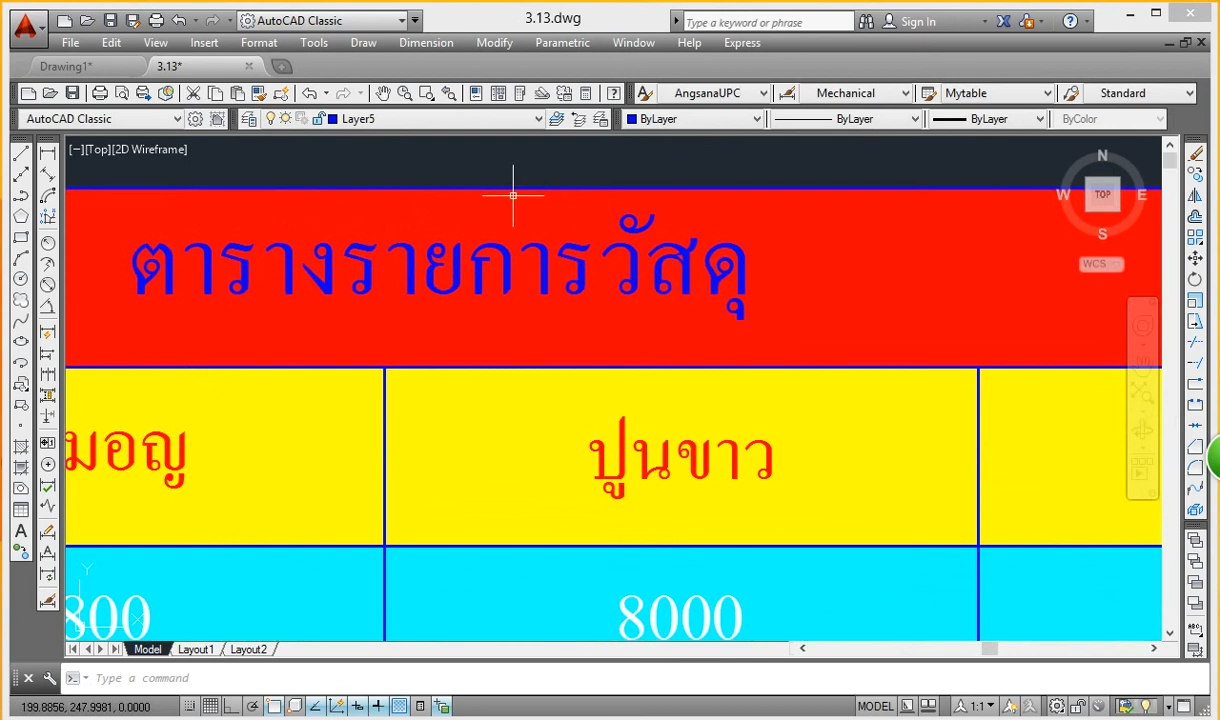 AutoCAD Classic
3.13.dwg
Type a keyword or phrase
Sign In
File Edit View Insert Format Tools Draw Dimension Modify Parametric Window Help Express
Drawing1*
3.13*
AngsanaUPC
Mechanical
Mytable
Standard
AutoCAD Classic
Layer5
ByLayer
ByLayer
ByLayer
ByColor
[−][Top][2D Wireframe]
N
W
TOP
E
S
WCS
ตารางรายการวัสดุ
มอญ
ปูนขาว
Y
X
800
8000
Model
Layout1
Layout2
Type a command
199.8856, 247.9981, 0.0000
MODEL
1:1